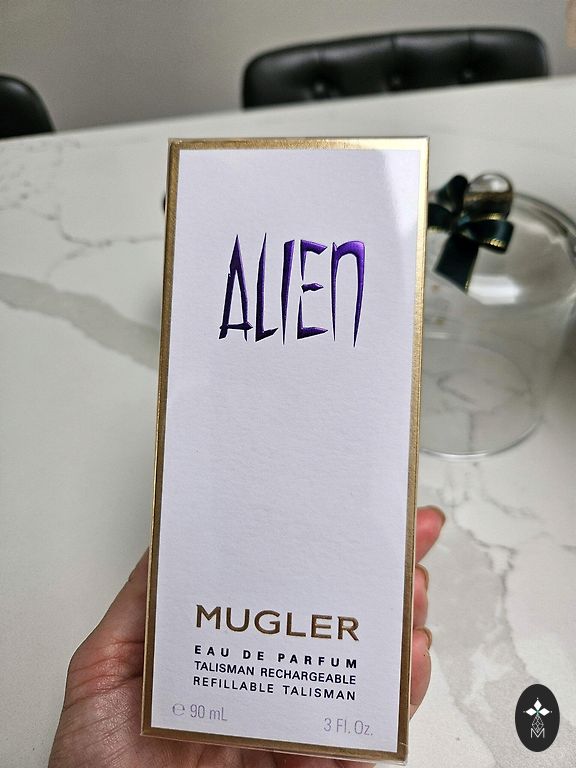 ALIEN
MUGLER
EAU DE PARFUM
TALISMAN RECHARGEABLE
REFILLABLE TALISMAN
℮ 90 mL
3 Fl. Oz.